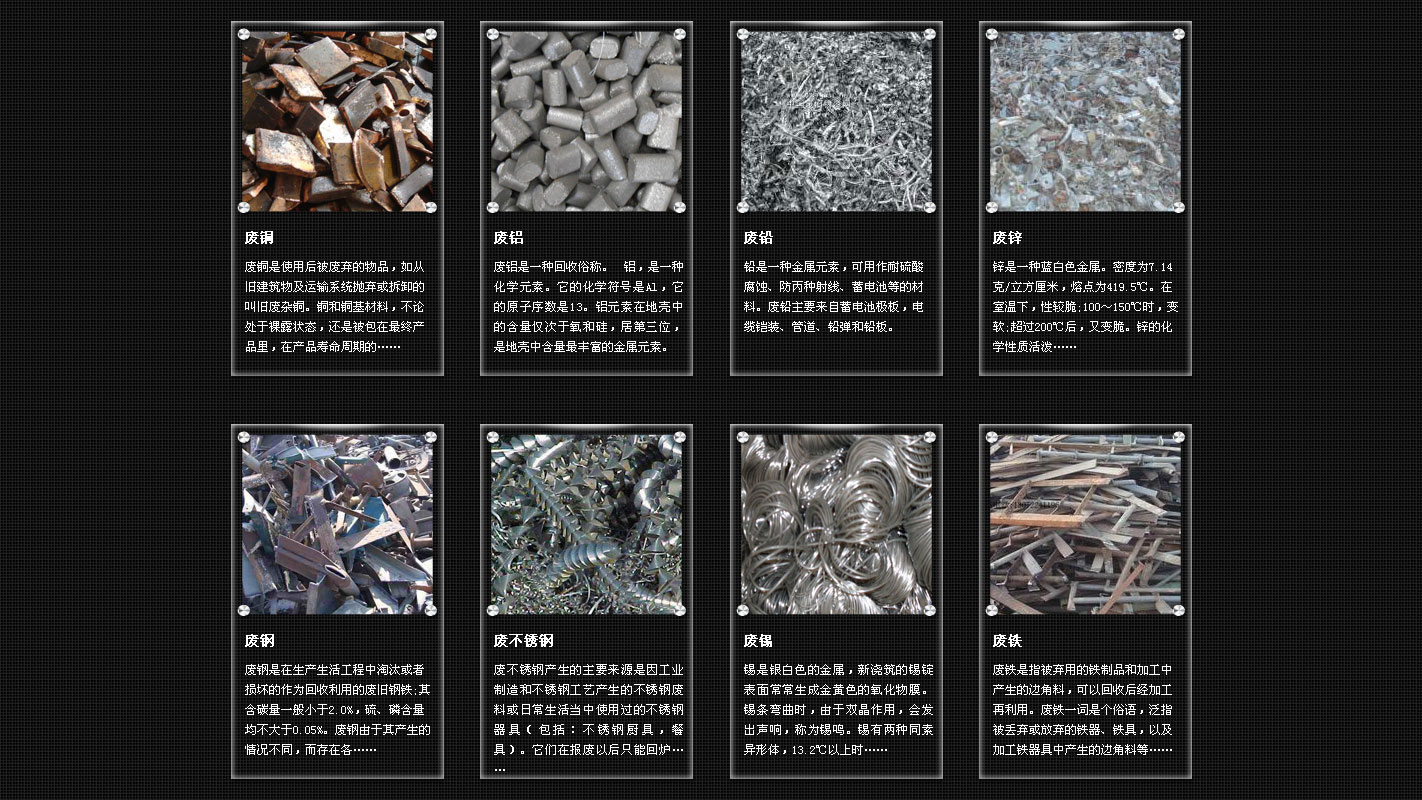 废铜
废铜是使用后被废弃的物品，如从
旧建筑物及运输系统抛弃或拆卸的
叫旧废杂铜。铜和铜基材料，不论
处于裸露状态，还是被包在最终产
品里，在产品寿命周期的……
废铝
废铝是一种回收俗称。 铝，是一种
化学元素。它的化学符号是Al，它
的原子序数是13。铝元素在地壳中
的含量仅次于氧和硅，居第三位，
是地壳中含量最丰富的金属元素。
废铅
铅是一种金属元素，可用作耐硫酸
腐蚀、防丙种射线、蓄电池等的材
料。废铅主要来自蓄电池极板，电
缆铠装、管道、铅弹和铅板。
废锌
锌是一种蓝白色金属。密度为7.14
克/立方厘米，熔点为419.5℃。在
室温下，性较脆;100～150℃时，变
软;超过200℃后，又变脆。锌的化
学性质活泼……
废钢
废钢是在生产生活工程中淘汰或者
损坏的作为回收利用的废旧钢铁;其
含碳量一般小于2.0%，硫、磷含量
均不大于0.05%。废钢由于其产生的
情况不同，而存在各……
废不锈钢
废不锈钢产生的主要来源是因工业
制造和不锈钢工艺产生的不锈钢废
料或日常生活当中使用过的不锈钢
器具（包括：不锈钢厨具，餐
具）。它们在报废以后只能回炉…
…
废锡
锡是银白色的金属，新浇筑的锡锭
表面常常生成金黄色的氧化物膜。
锡条弯曲时，由于双晶作用，会发
出声响，称为锡鸣。锡有两种同素
异形体，13.2℃以上时……
废铁
废铁是指被弃用的铁制品和加工中
产生的边角料，可以回收后经加工
再利用。废铁一词是个俗语，泛指
被丢弃或放弃的铁器、铁具，以及
加工铁器具中产生的边角料等……